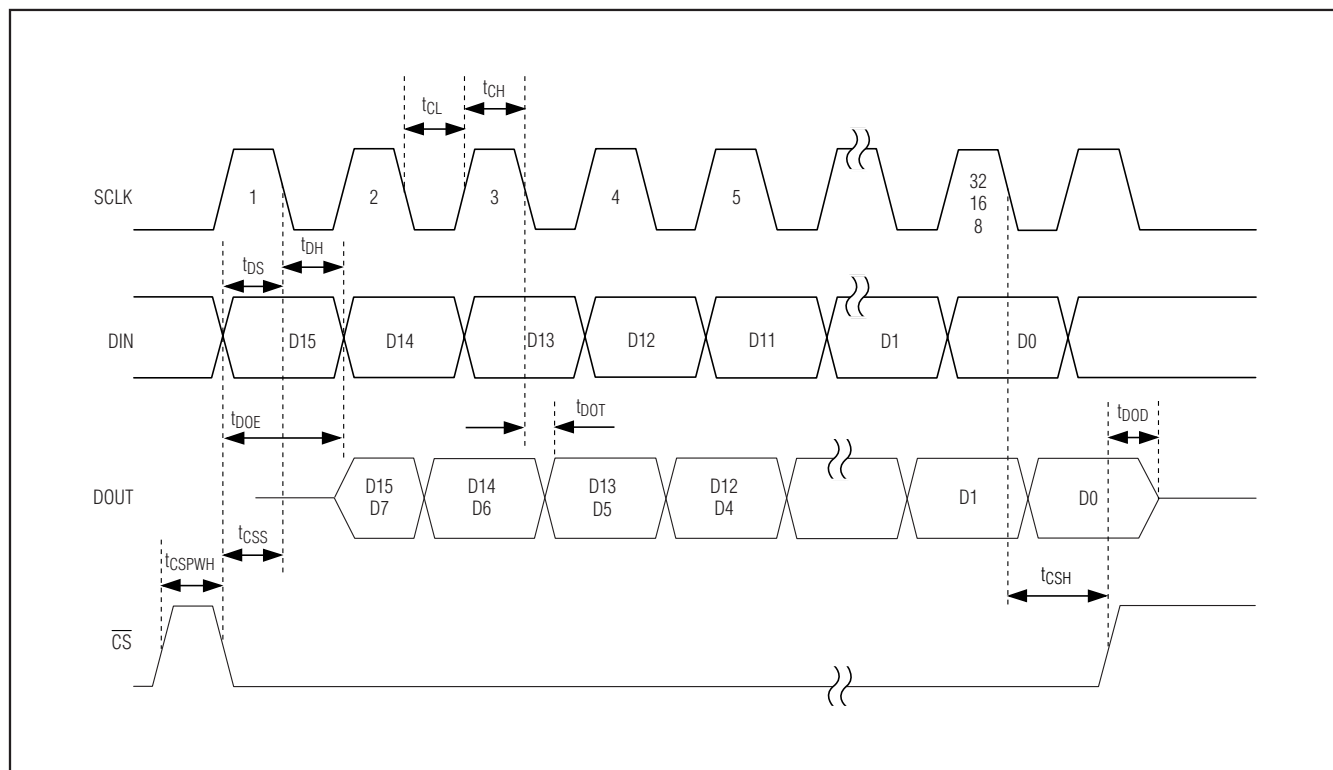 tCL
tCH
SCLK
1
2
3
4
5
32
16
8
tDH
tDS
DIN
D15
D14
D13
D12
D11
D1
D0
tDOE
tDOT
tDOD
DOUT
D15
D7
D14
D6
D13
D5
D12
D4
D1
D0
tCSS
tCSPWH
tCSH
CS